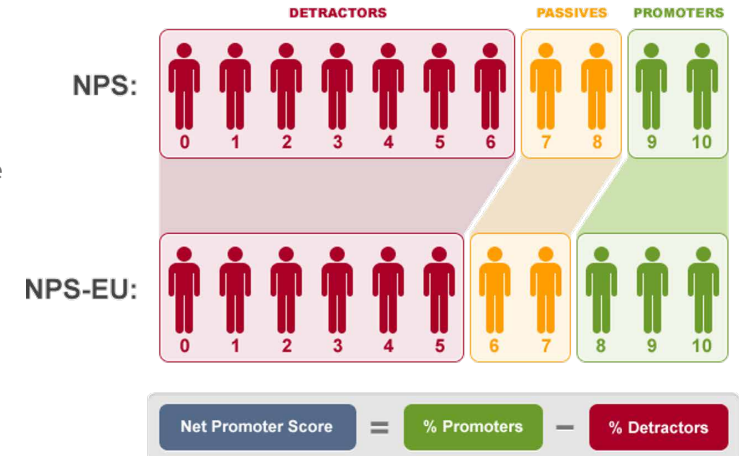 DETRACTORS PASSIVES PROMOTERS
NPS:
0 1 2 3 4 5 6 7 8 9 10
e
NPS-EU:
0 1 2 3 4 5 6 7 8 9 10
Net Promoter Score = % Promoters − % Detractors